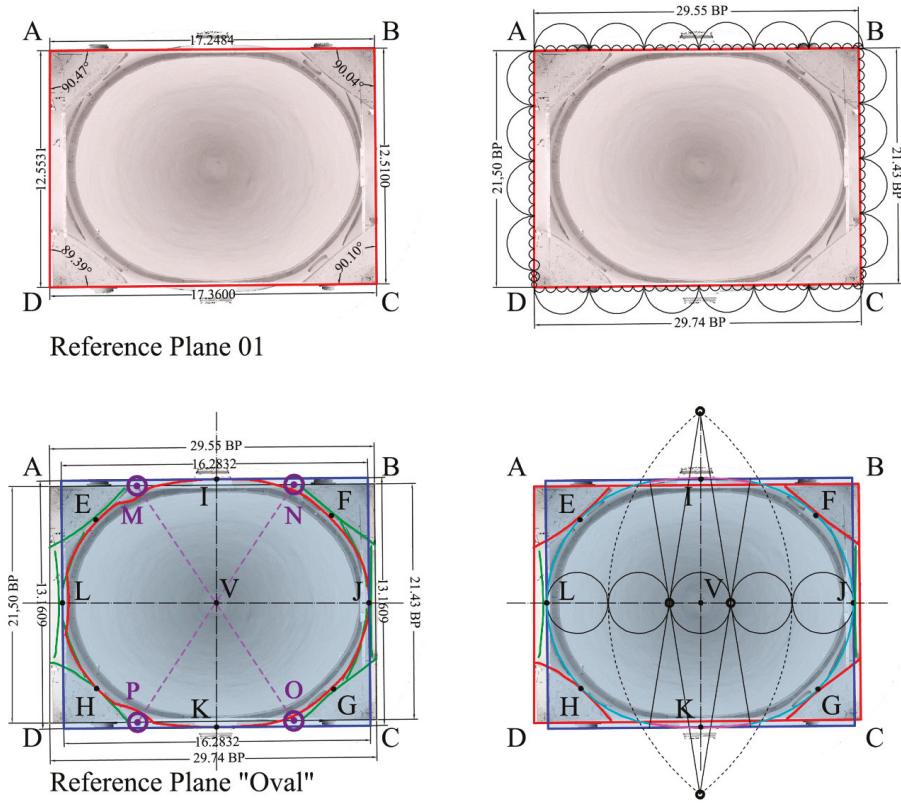 A
17.2484
B
90.47°
90.04°
12.5531
12.5100
89.39°
90.10°
D
17.3600
C
Reference Plane 01
29.55 BP
A
B
21,50 BP
21.43 BP
D
C
29.74 BP
A
29.55 BP
B
16.2832
E
I
F
M
N
21,50 BP
13.1609
L
V
J
13.1609
21.43 BP
P
O
H
K
G
D
16.2832
C
29.74 BP
Reference Plane "Oval"
A
B
E
I
F
L
V
J
H
K
G
D
C